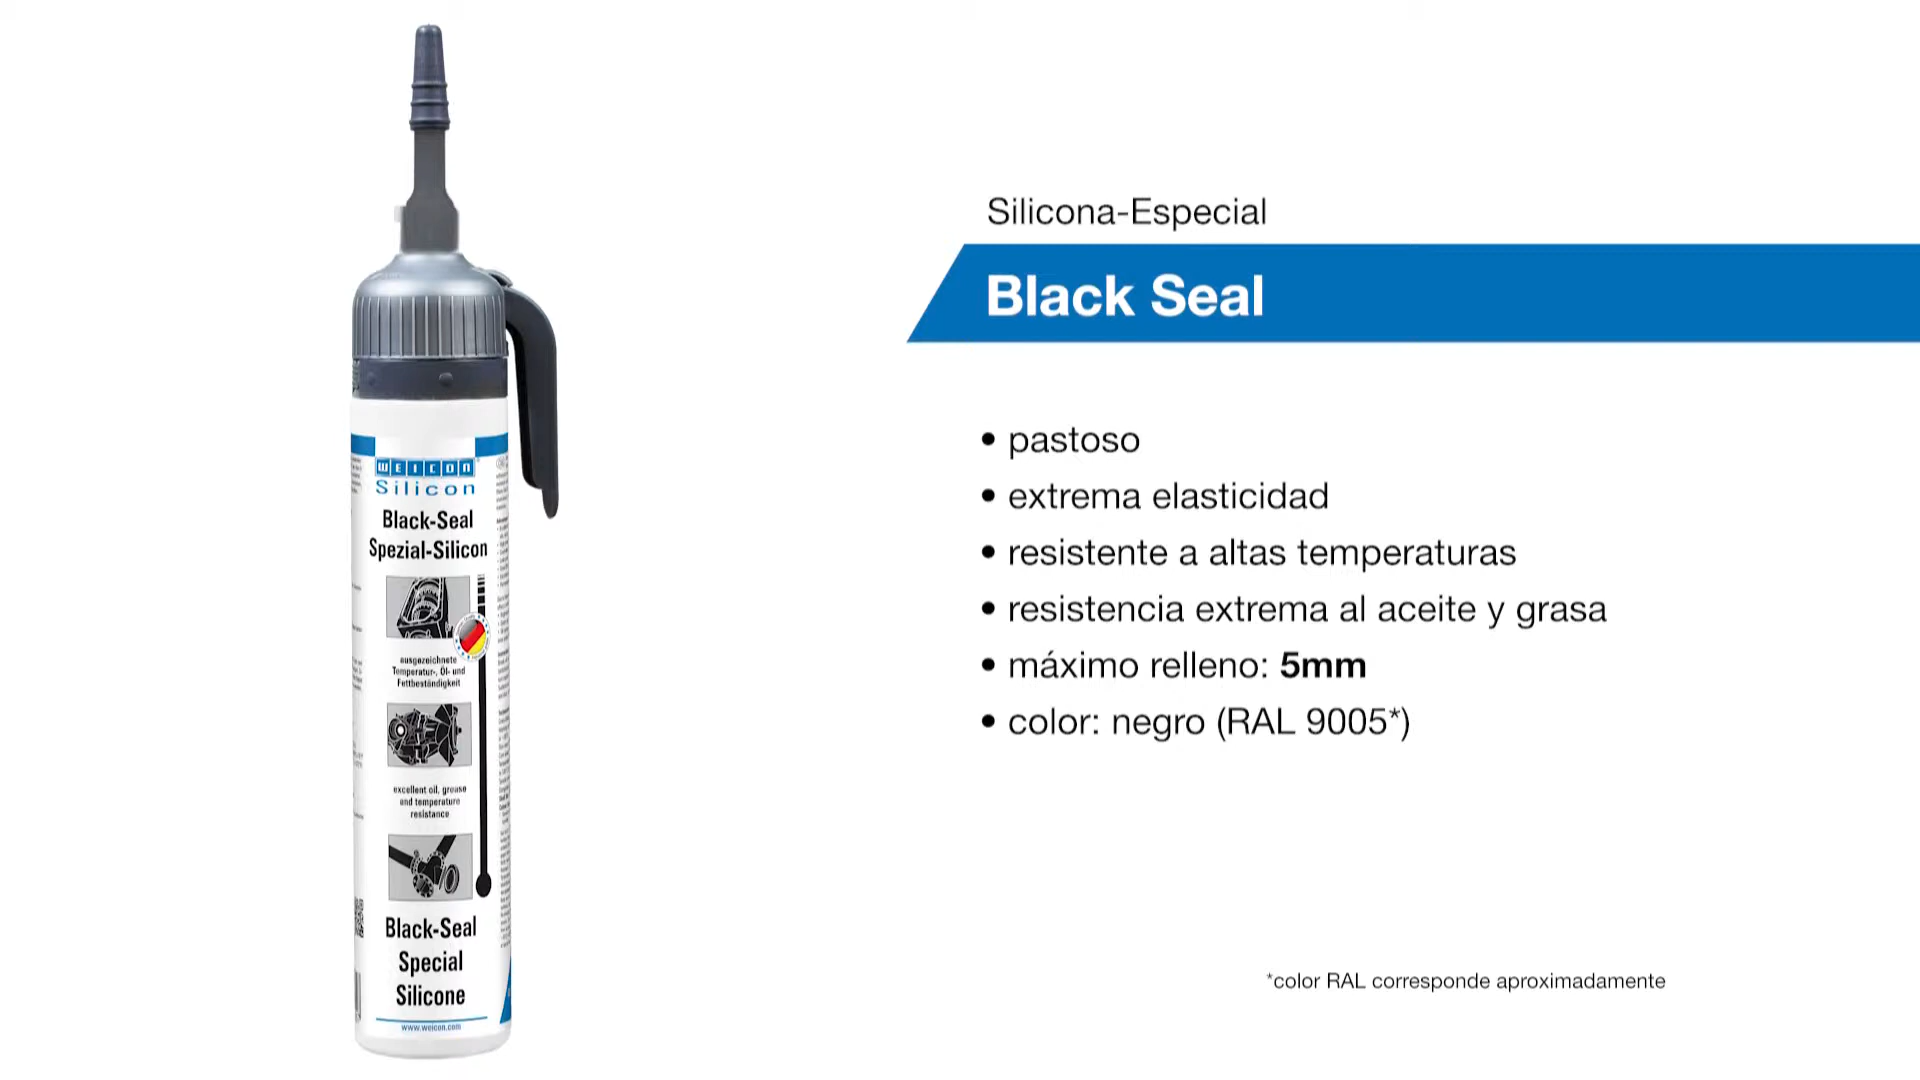 Silicona-Especial
Black Seal
• pastoso
• extrema elasticidad
• resistente a altas temperaturas
• resistencia extrema al aceite y grasa
• máximo relleno: 5mm
• color: negro (RAL 9005*)
*color RAL corresponde aproximadamente
WEICON
Silicon
Black-Seal
Spezial-Silicon
ausgezeichnete
Temperatur-, Öl- und
Fettbeständigkeit
excellent oil, grease
and temperature
resistance
Black-Seal
Special
Silicone
www.weicon.com